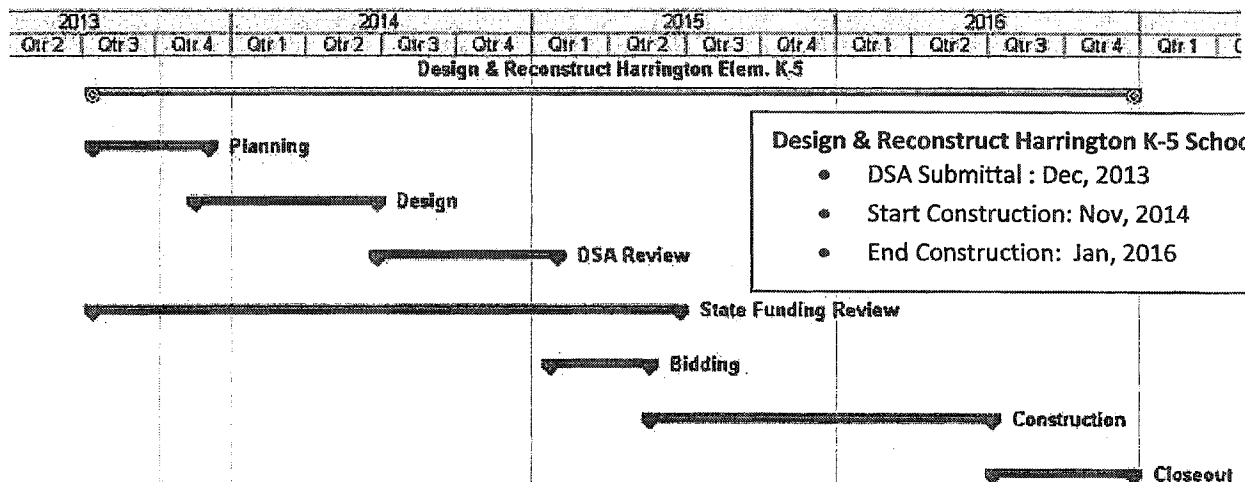 2013 2014 2015 2016
Qtr 2 Qtr 3 Qtr 4 Qtr 1 Qtr 2 Qtr 3 Qtr 4 Qtr 1 Qtr 2 Qtr 3 Qtr 4 Qtr 1 Qtr 2 Qtr 3 Qtr 4 Qtr 1
Design & Reconstruct Harrington Elem. K-5
Planning
Design & Reconstruct Harrington K-5 Schoo
• DSA Submittal : Dec, 2013
• Start Construction: Nov, 2014
• End Construction: Jan, 2016
Design
DSA Review
State Funding Review
Bidding
Construction
Closeout